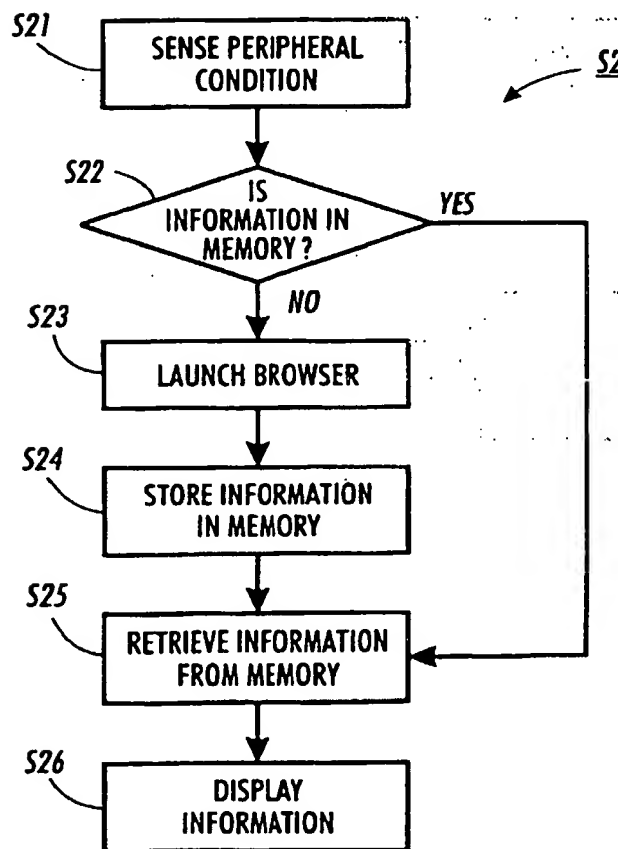 S21
SENSE PERIPHERAL
CONDITION
S2
S22
IS
INFORMATION IN
MEMORY?
YES
NO
S23
LAUNCH BROWSER
S24
STORE INFORMATION
IN MEMORY
S25
RETRIEVE INFORMATION
FROM MEMORY
S26
DISPLAY
INFORMATION